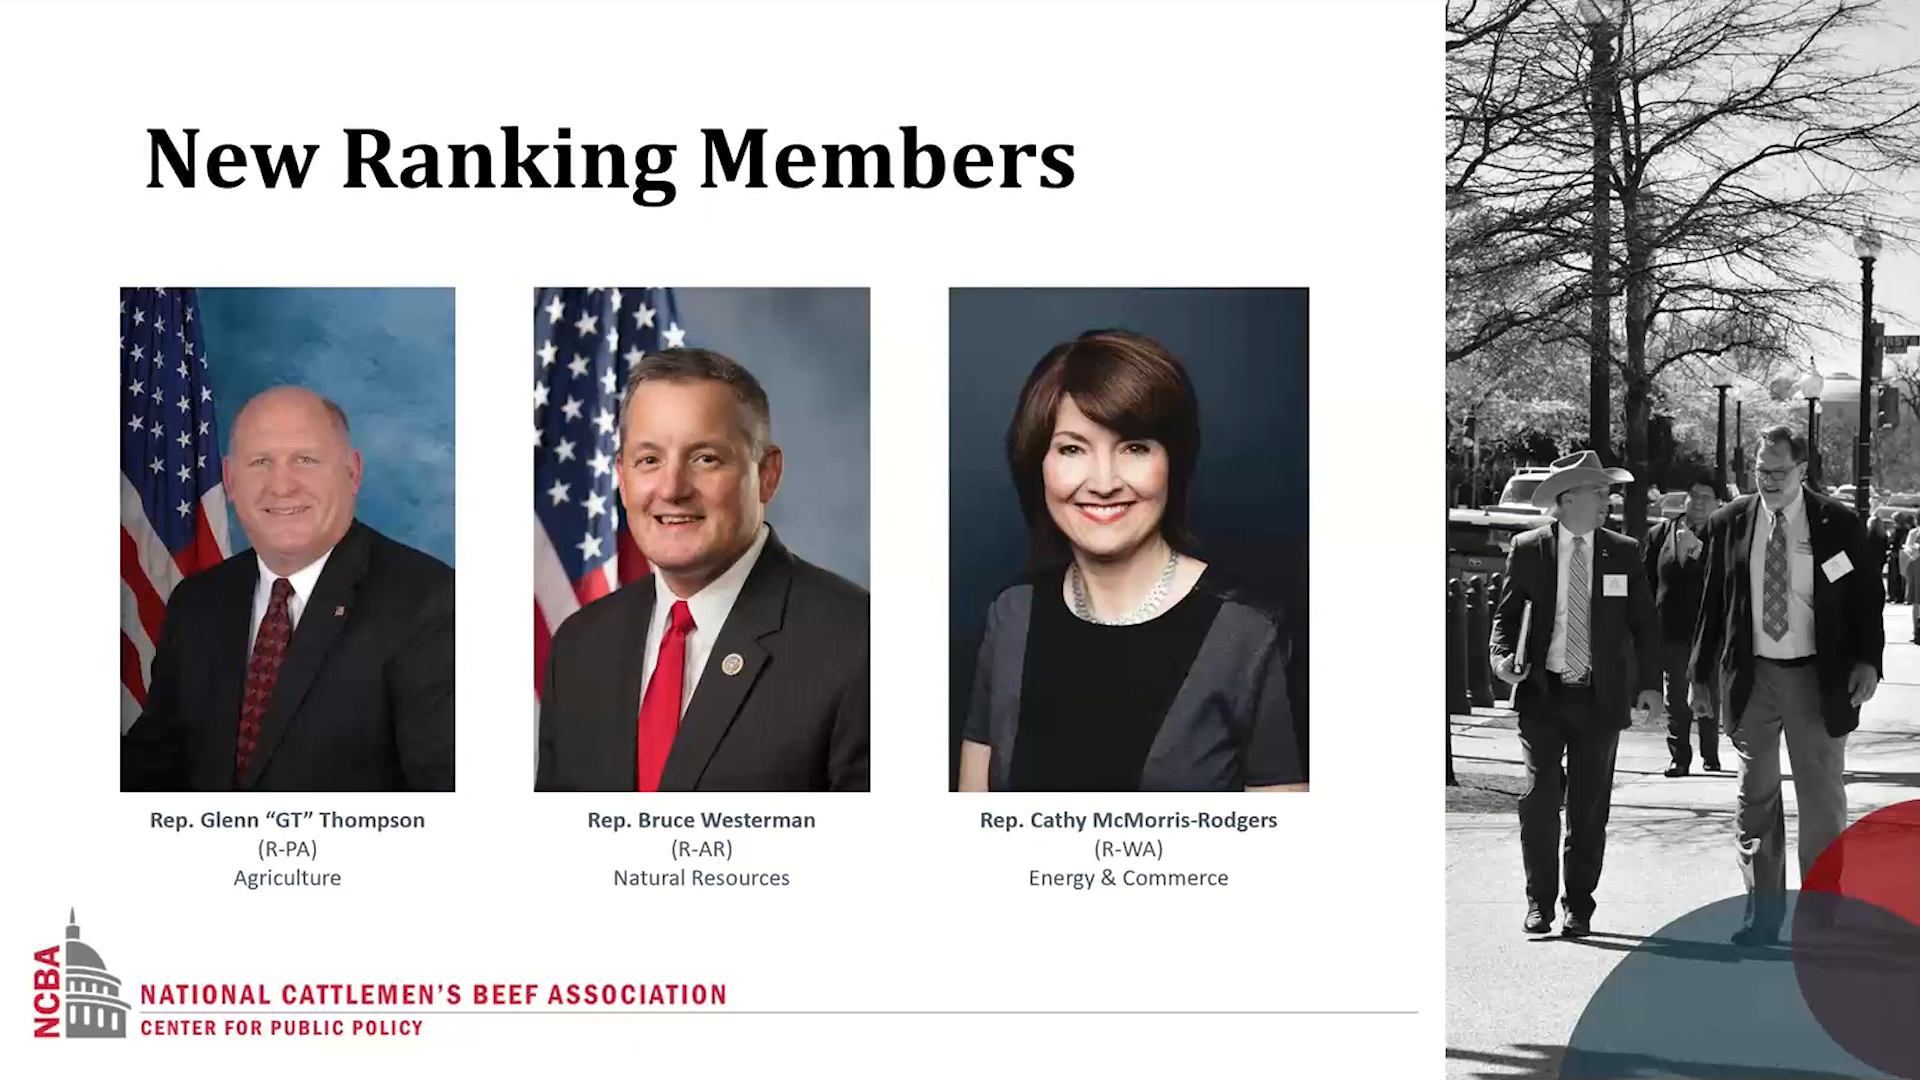 New Ranking Members
Rep. Glenn “GT” Thompson
(R-PA)
Agriculture
Rep. Bruce Westerman
(R-AR)
Natural Resources
Rep. Cathy McMorris-Rodgers
(R-WA)
Energy & Commerce
NCBA
NATIONAL CATTLEMEN’S BEEF ASSOCIATION
CENTER FOR PUBLIC POLICY
FIRST